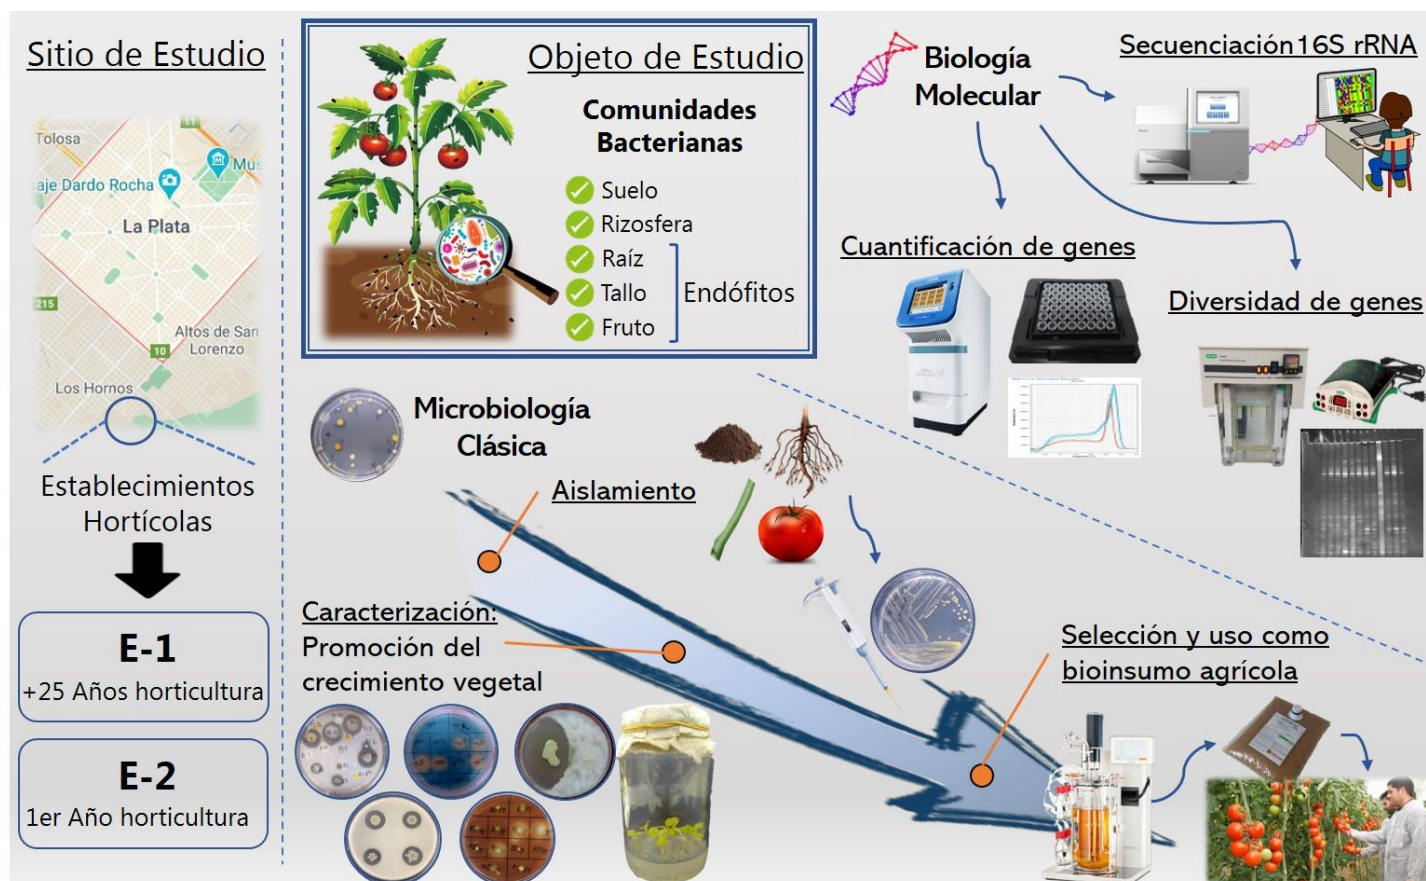 Sitio de Estudio
Tolosa
Mus
aje Dardo Rocha
La Plata
215
Altos de San
Lorenzo
10
Los Hornos
Establecimientos
Hortícolas
E-1
+25 Años horticultura
E-2
1er Año horticultura
Objeto de Estudio
Comunidades
Bacterianas
Suelo
Rizosfera
Raíz
Tallo
Fruto
Endófitos
Biología
Molecular
Secuenciación 16S rRNA
Cuantificación de genes
Diversidad de genes
Microbiología
Clásica
Aislamiento
Caracterización:
Promoción del
crecimiento vegetal
Selección y uso como
bioinsumo agrícola